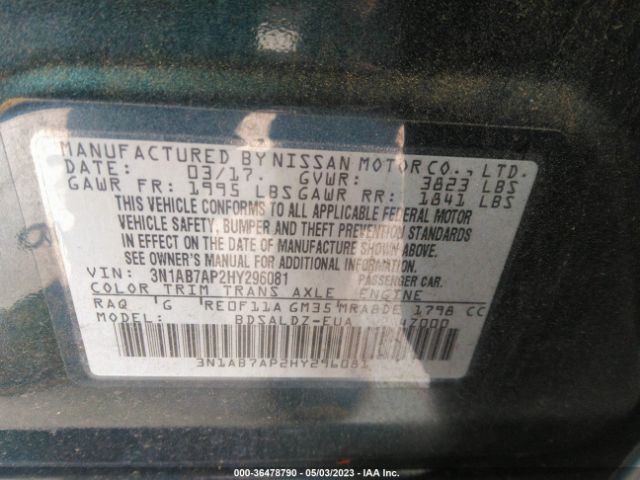 MANUFACTURED BY NISSAN MOTOR CO., LTD.
DATE: 03/17. GVWR: 3823 LBS
GAWR FR: 1995 LBS GAWR RR: 1841 LBS
THIS VEHICLE CONFORMS TO ALL APPLICABLE FEDERAL MOTOR
VEHICLE SAFETY, BUMPER AND THEFT PREVENTION STANDARDS
IN EFFECT ON THE DATE OF MANUFACTURE SHOWN ABOVE.
SEE OWNER'S MANUAL FOR ADDITIONAL INFORMATION.
VIN: 3N1AB7AP2HY296081 PASSENGER CAR.
COLOR TRIM TRANS AXLE ENGINE
RAQ G RE0F11A GM35 MRA8DE 1798 CC
MODEL: BDSALDZ-EUA 47000
3N1AB7AP2HY296081
000-36478790 - 05/03/2023 - IAA Inc.